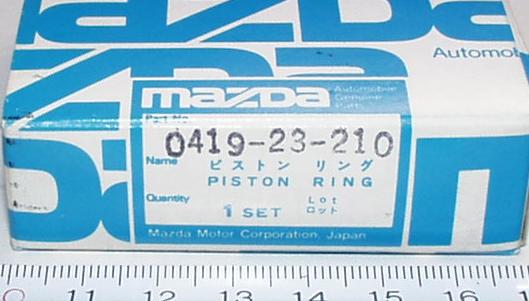 mazda
Automobile
Genuine
Parts
Part No.
0419-23-210
Name
ピストン リング
PISTON RING
Quantity
Lot
1 SET
ロット
Mazda Motor Corporation, Japan
11 12 13 14 15 16